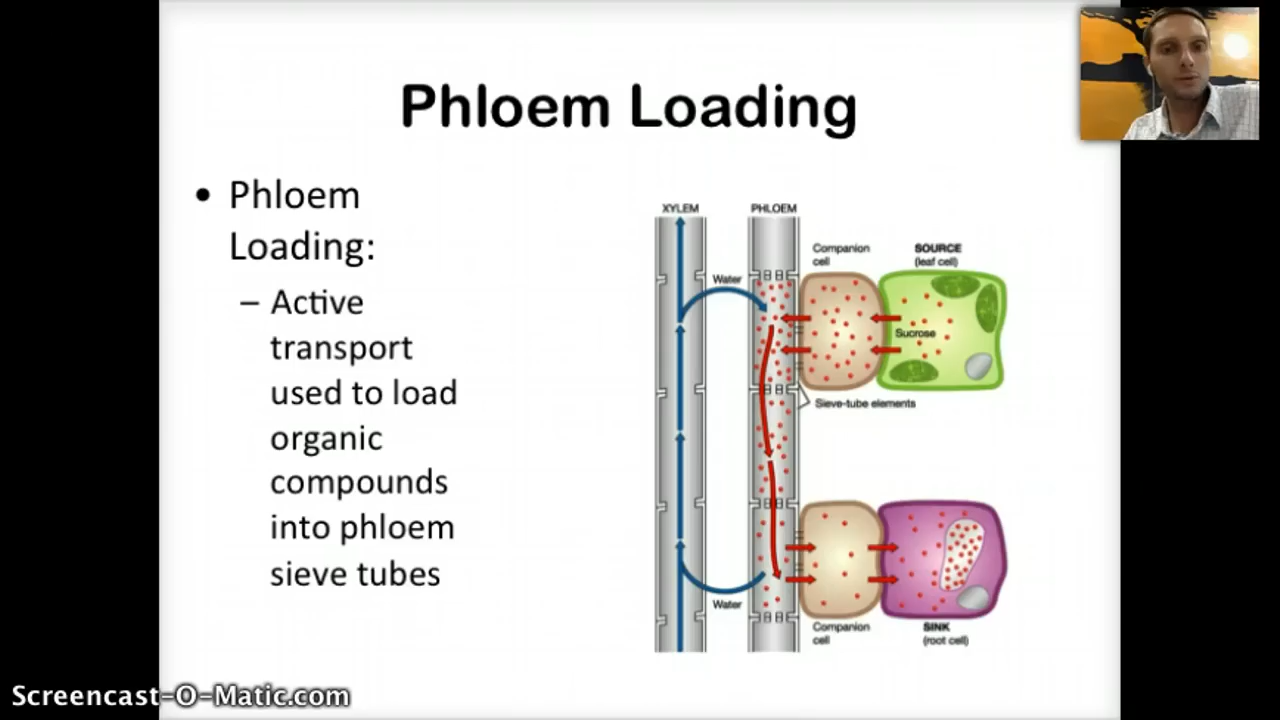 Phloem Loading
• Phloem
Loading:
– Active
transport
used to load
organic
compounds
into phloem
sieve tubes
XYLEM
PHLOEM
Water
Companion
cell
SOURCE
(leaf cell)
Sucrose
Sieve-tube elements
Water
Companion
cell
SINK
(root cell)
Screencast-O-Matic.com